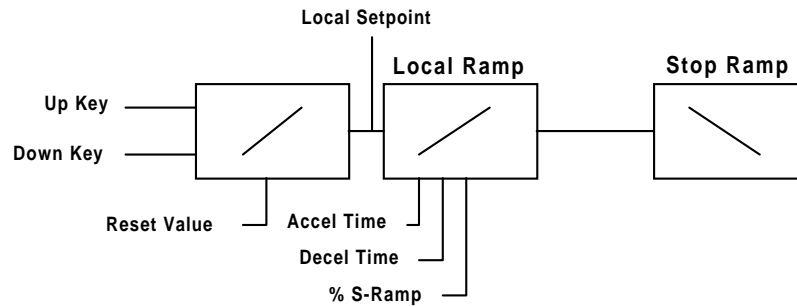 Local Setpoint
Local Ramp
Stop Ramp
Up Key
Down Key
Reset Value
Accel Time
Decel Time
% S-Ramp